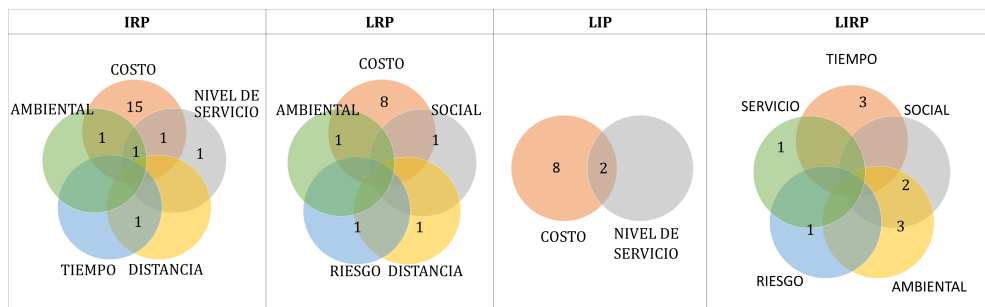 IRP
LRP
LIP
LIRP
COSTO
AMBIENTAL
NIVEL DE
SERVICIO
15
1
1
1
1
1
TIEMPO
DISTANCIA
COSTO
AMBIENTAL
SOCIAL
8
1
1
1
1
RIESGO
DISTANCIA
8
2
COSTO
NIVEL DE
SERVICIO
TIEMPO
SERVICIO
SOCIAL
3
1
2
1
3
RIESGO
AMBIENTAL